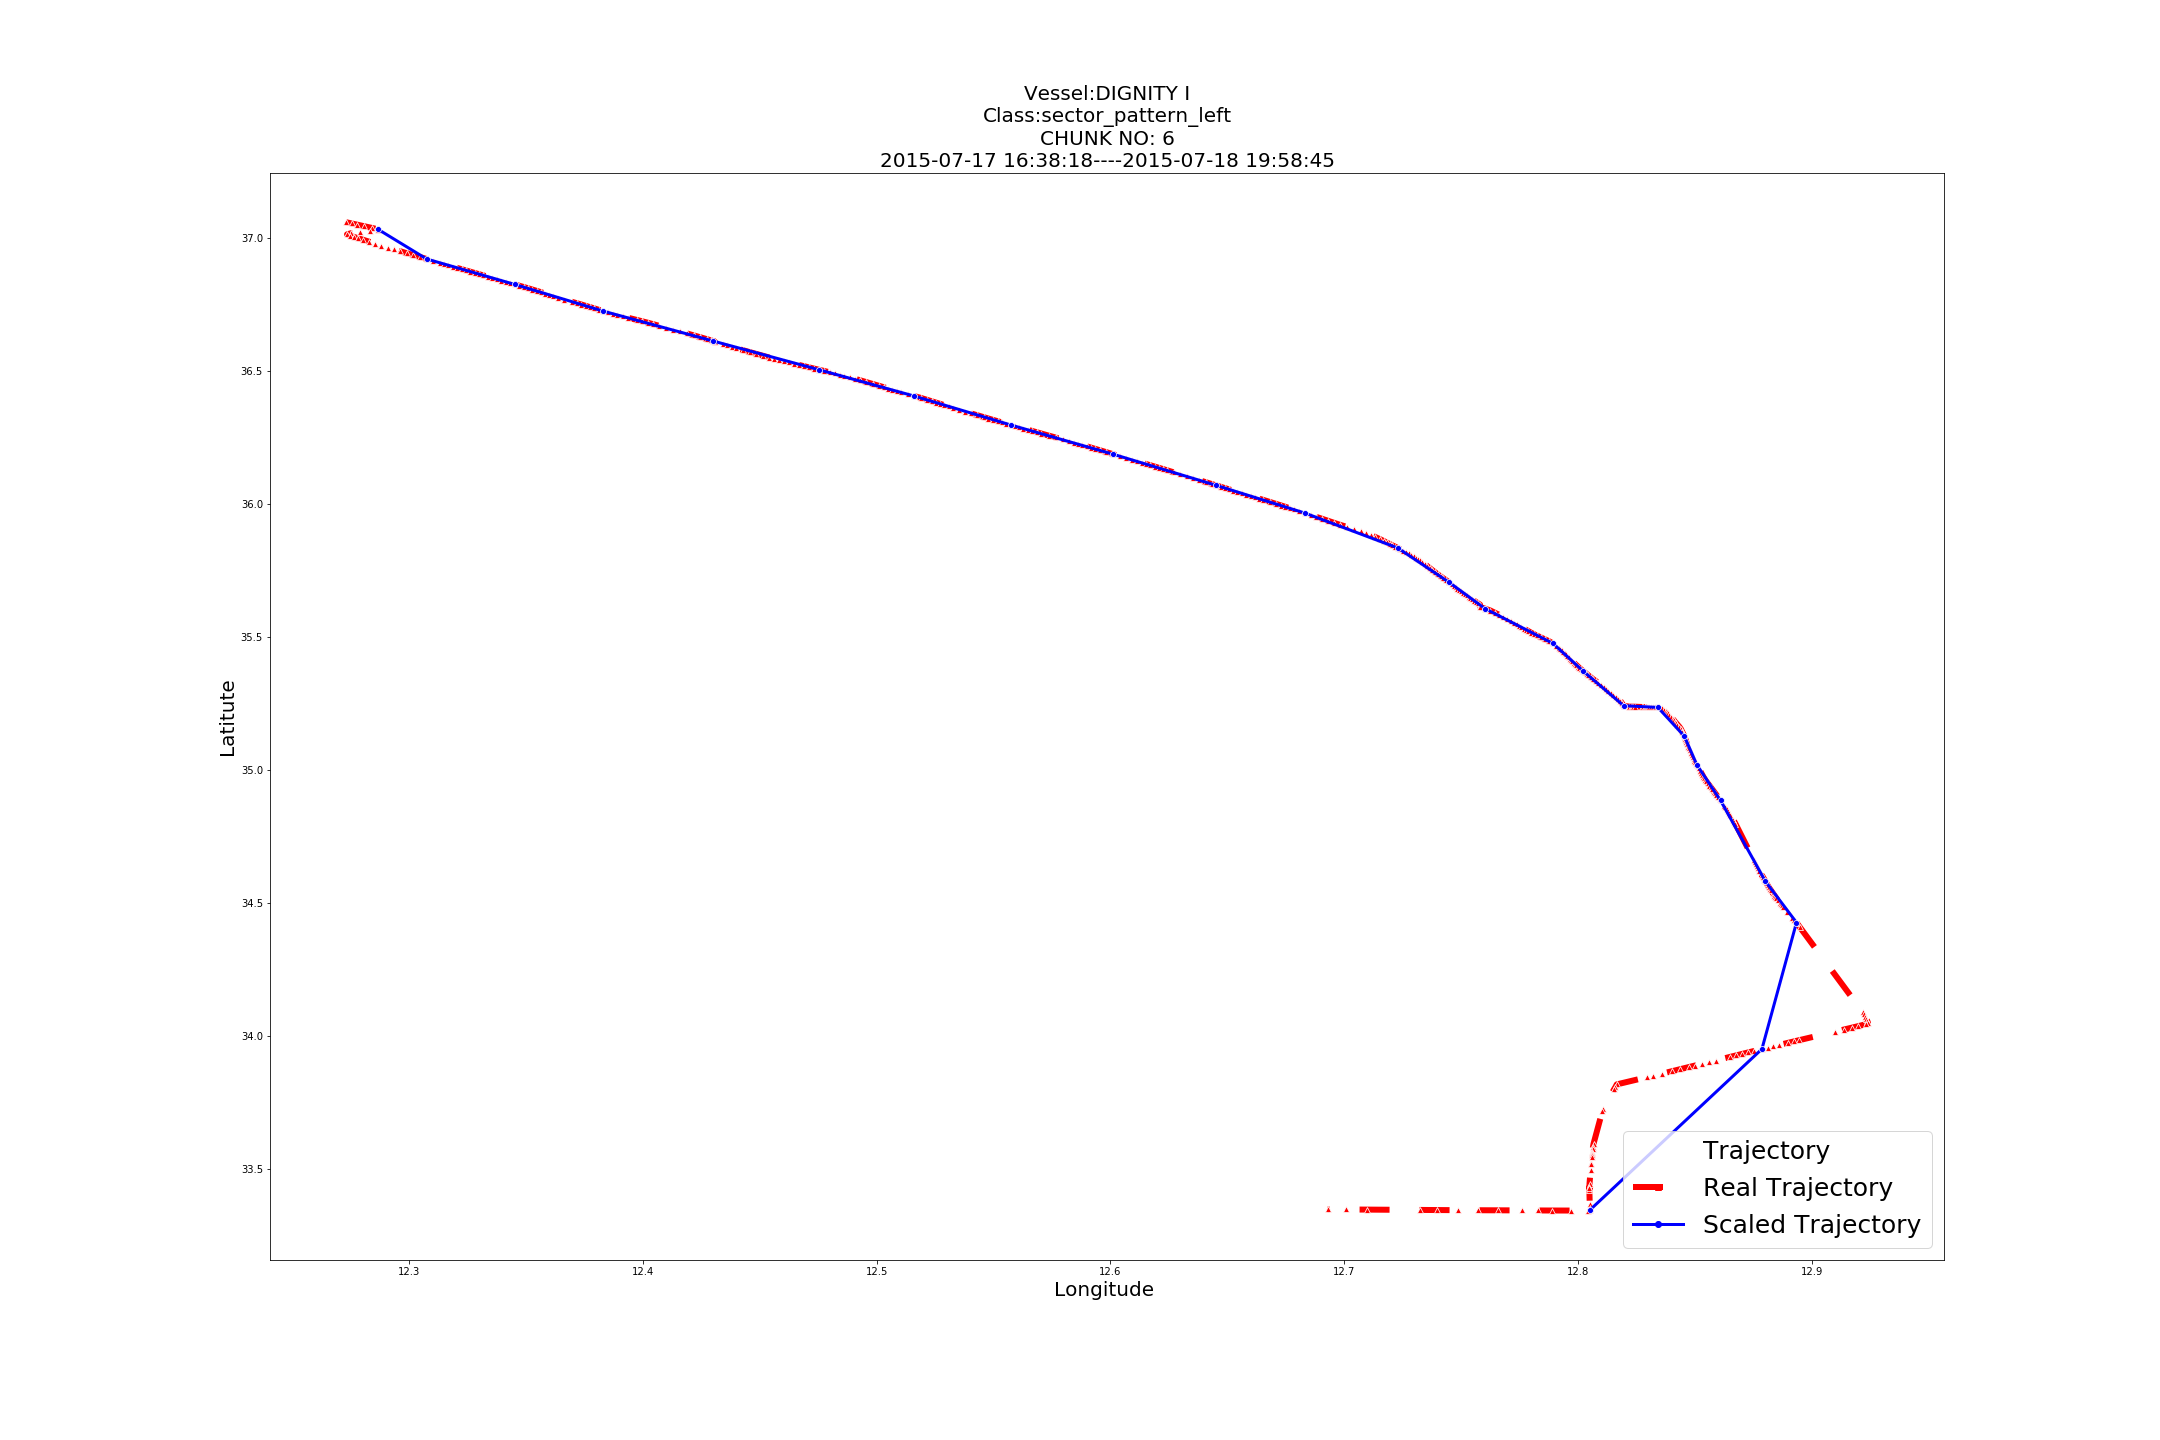 Vessel:DIGNITY I
Class:sector_pattern_left
CHUNK NO: 6
2015-07-17 16:38:18----2015-07-18 19:58:45
37.0
36.5
36.0
35.5
35.0
34.5
34.0
33.5
Latitute
Trajectory
Real Trajectory
Scaled Trajectory
12.3 12.4 12.5 12.6 12.7 12.8 12.9
Longitude